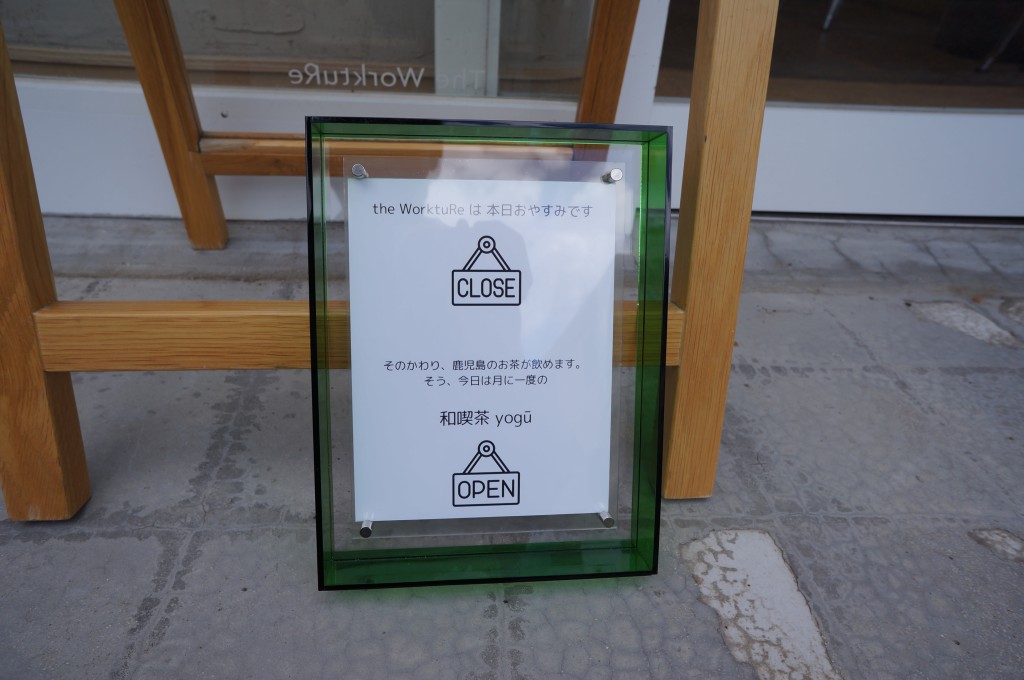 The WorktuRe
the WorktuRe は 本日おやすみです
CLOSE
そのかわり、鹿児島のお茶が飲めます。
そう、今日は月に一度の
和喫茶 yogū
OPEN